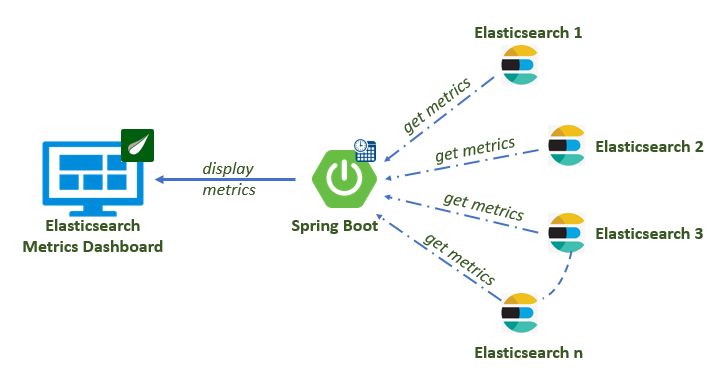 Elasticsearch 1
get metrics
Elasticsearch 2
get metrics
display
metrics
get metrics
Elasticsearch 3
Elasticsearch
Metrics Dashboard
Spring Boot
get metrics
Elasticsearch n